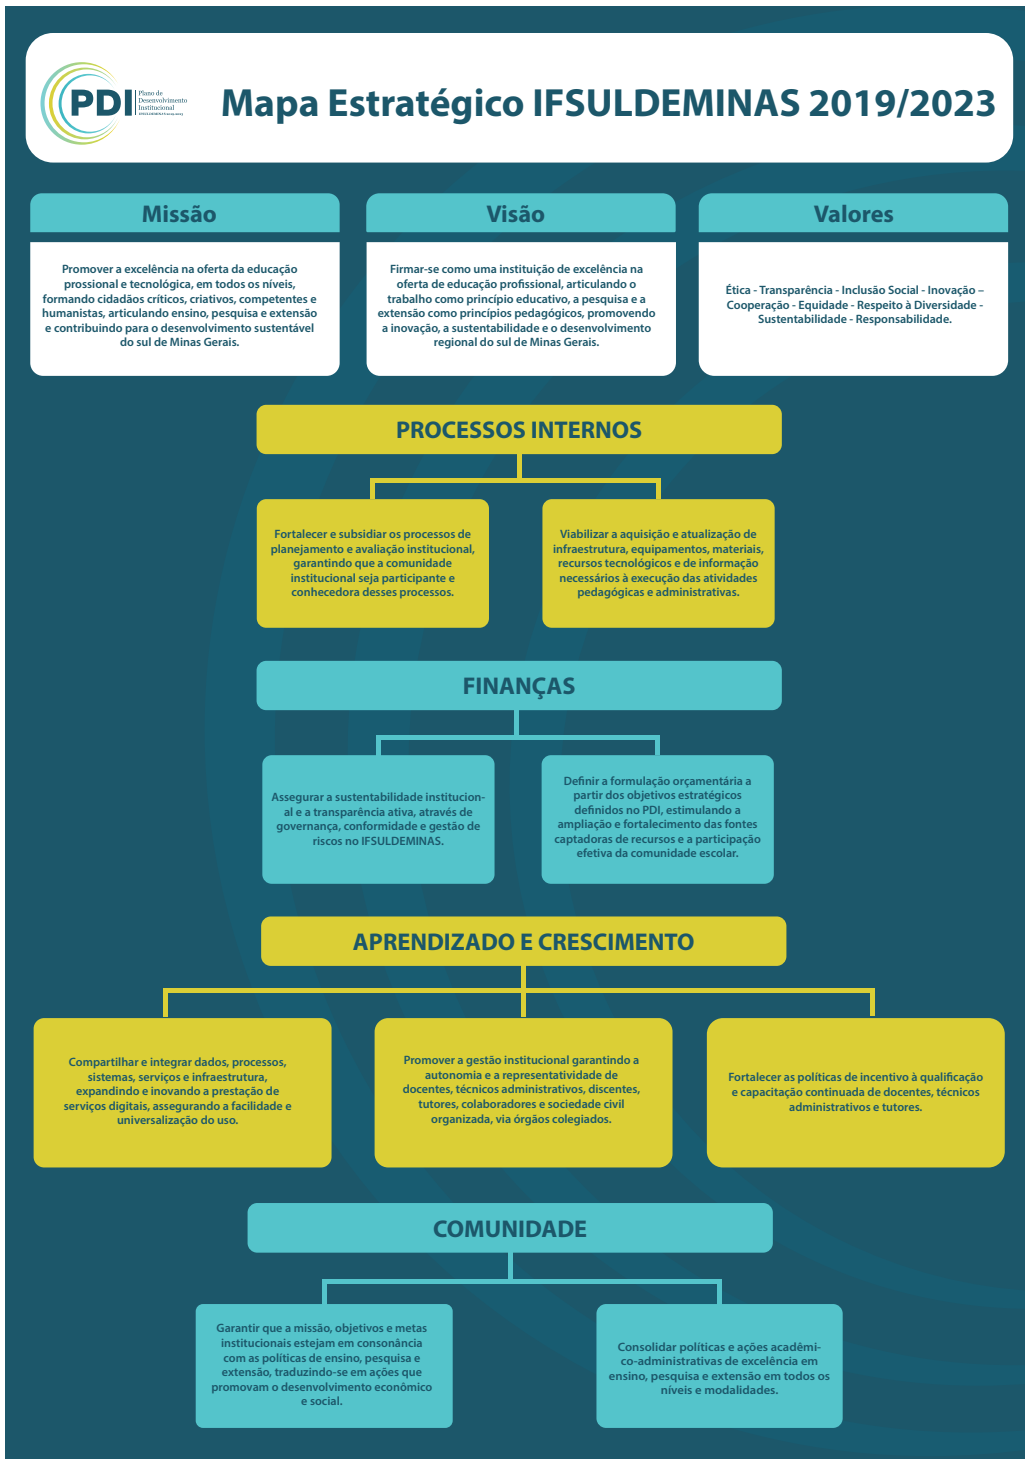 PDI
Plano de
Desenvolvimento
Institucional
IFSULDEMINAS 2019-2023
Mapa Estratégico IFSULDEMINAS 2019/2023
Missão
Promover a excelência na oferta da educação
prossional e tecnológica, em todos os níveis,
formando cidadãos críticos, criativos, competentes e
humanistas, articulando ensino, pesquisa e extensão
e contribuindo para o desenvolvimento sustentável
do sul de Minas Gerais.
Visão
Firmar-se como uma instituição de excelência na
oferta de educação profissional, articulando o
trabalho como princípio educativo, a pesquisa e a
extensão como princípios pedagógicos, promovendo
a inovação, a sustentabilidade e o desenvolvimento
regional do sul de Minas Gerais.
Valores
Ética - Transparência - Inclusão Social - Inovação –
Cooperação - Equidade - Respeito à Diversidade -
Sustentabilidade - Responsabilidade.
PROCESSOS INTERNOS
Fortalecer e subsidiar os processos de
planejamento e avaliação institucional,
garantindo que a comunidade
institucional seja participante e
conhecedora desses processos.
Viabilizar a aquisição e atualização de
infraestrutura, equipamentos, materiais,
recursos tecnológicos e de informação
necessários à execução das atividades
pedagógicas e administrativas.
FINANÇAS
Assegurar a sustentabilidade institucion-
al e a transparência ativa, através de
governança, conformidade e gestão de
riscos no IFSULDEMINAS.
Definir a formulação orçamentária a
partir dos objetivos estratégicos
definidos no PDI, estimulando a
ampliação e fortalecimento das fontes
captadoras de recursos e a participação
efetiva da comunidade escolar.
APRENDIZADO E CRESCIMENTO
Compartilhar e integrar dados, processos,
sistemas, serviços e infraestrutura,
expandindo e inovando a prestação de
serviços digitais, assegurando a facilidade e
universalização do uso.
Promover a gestão institucional garantindo a
autonomia e a representatividade de
docentes, técnicos administrativos, discentes,
tutores, colaboradores e sociedade civil
organizada, via órgãos colegiados.
Fortalecer as políticas de incentivo à qualificação
e capacitação continuada de docentes, técnicos
administrativos e tutores.
COMUNIDADE
Garantir que a missão, objetivos e metas
institucionais estejam em consonância
com as políticas de ensino, pesquisa e
extensão, traduzindo-se em ações que
promovam o desenvolvimento econômico
e social.
Consolidar políticas e ações acadêmi-
co-administrativas de excelência em
ensino, pesquisa e extensão em todos os
níveis e modalidades.